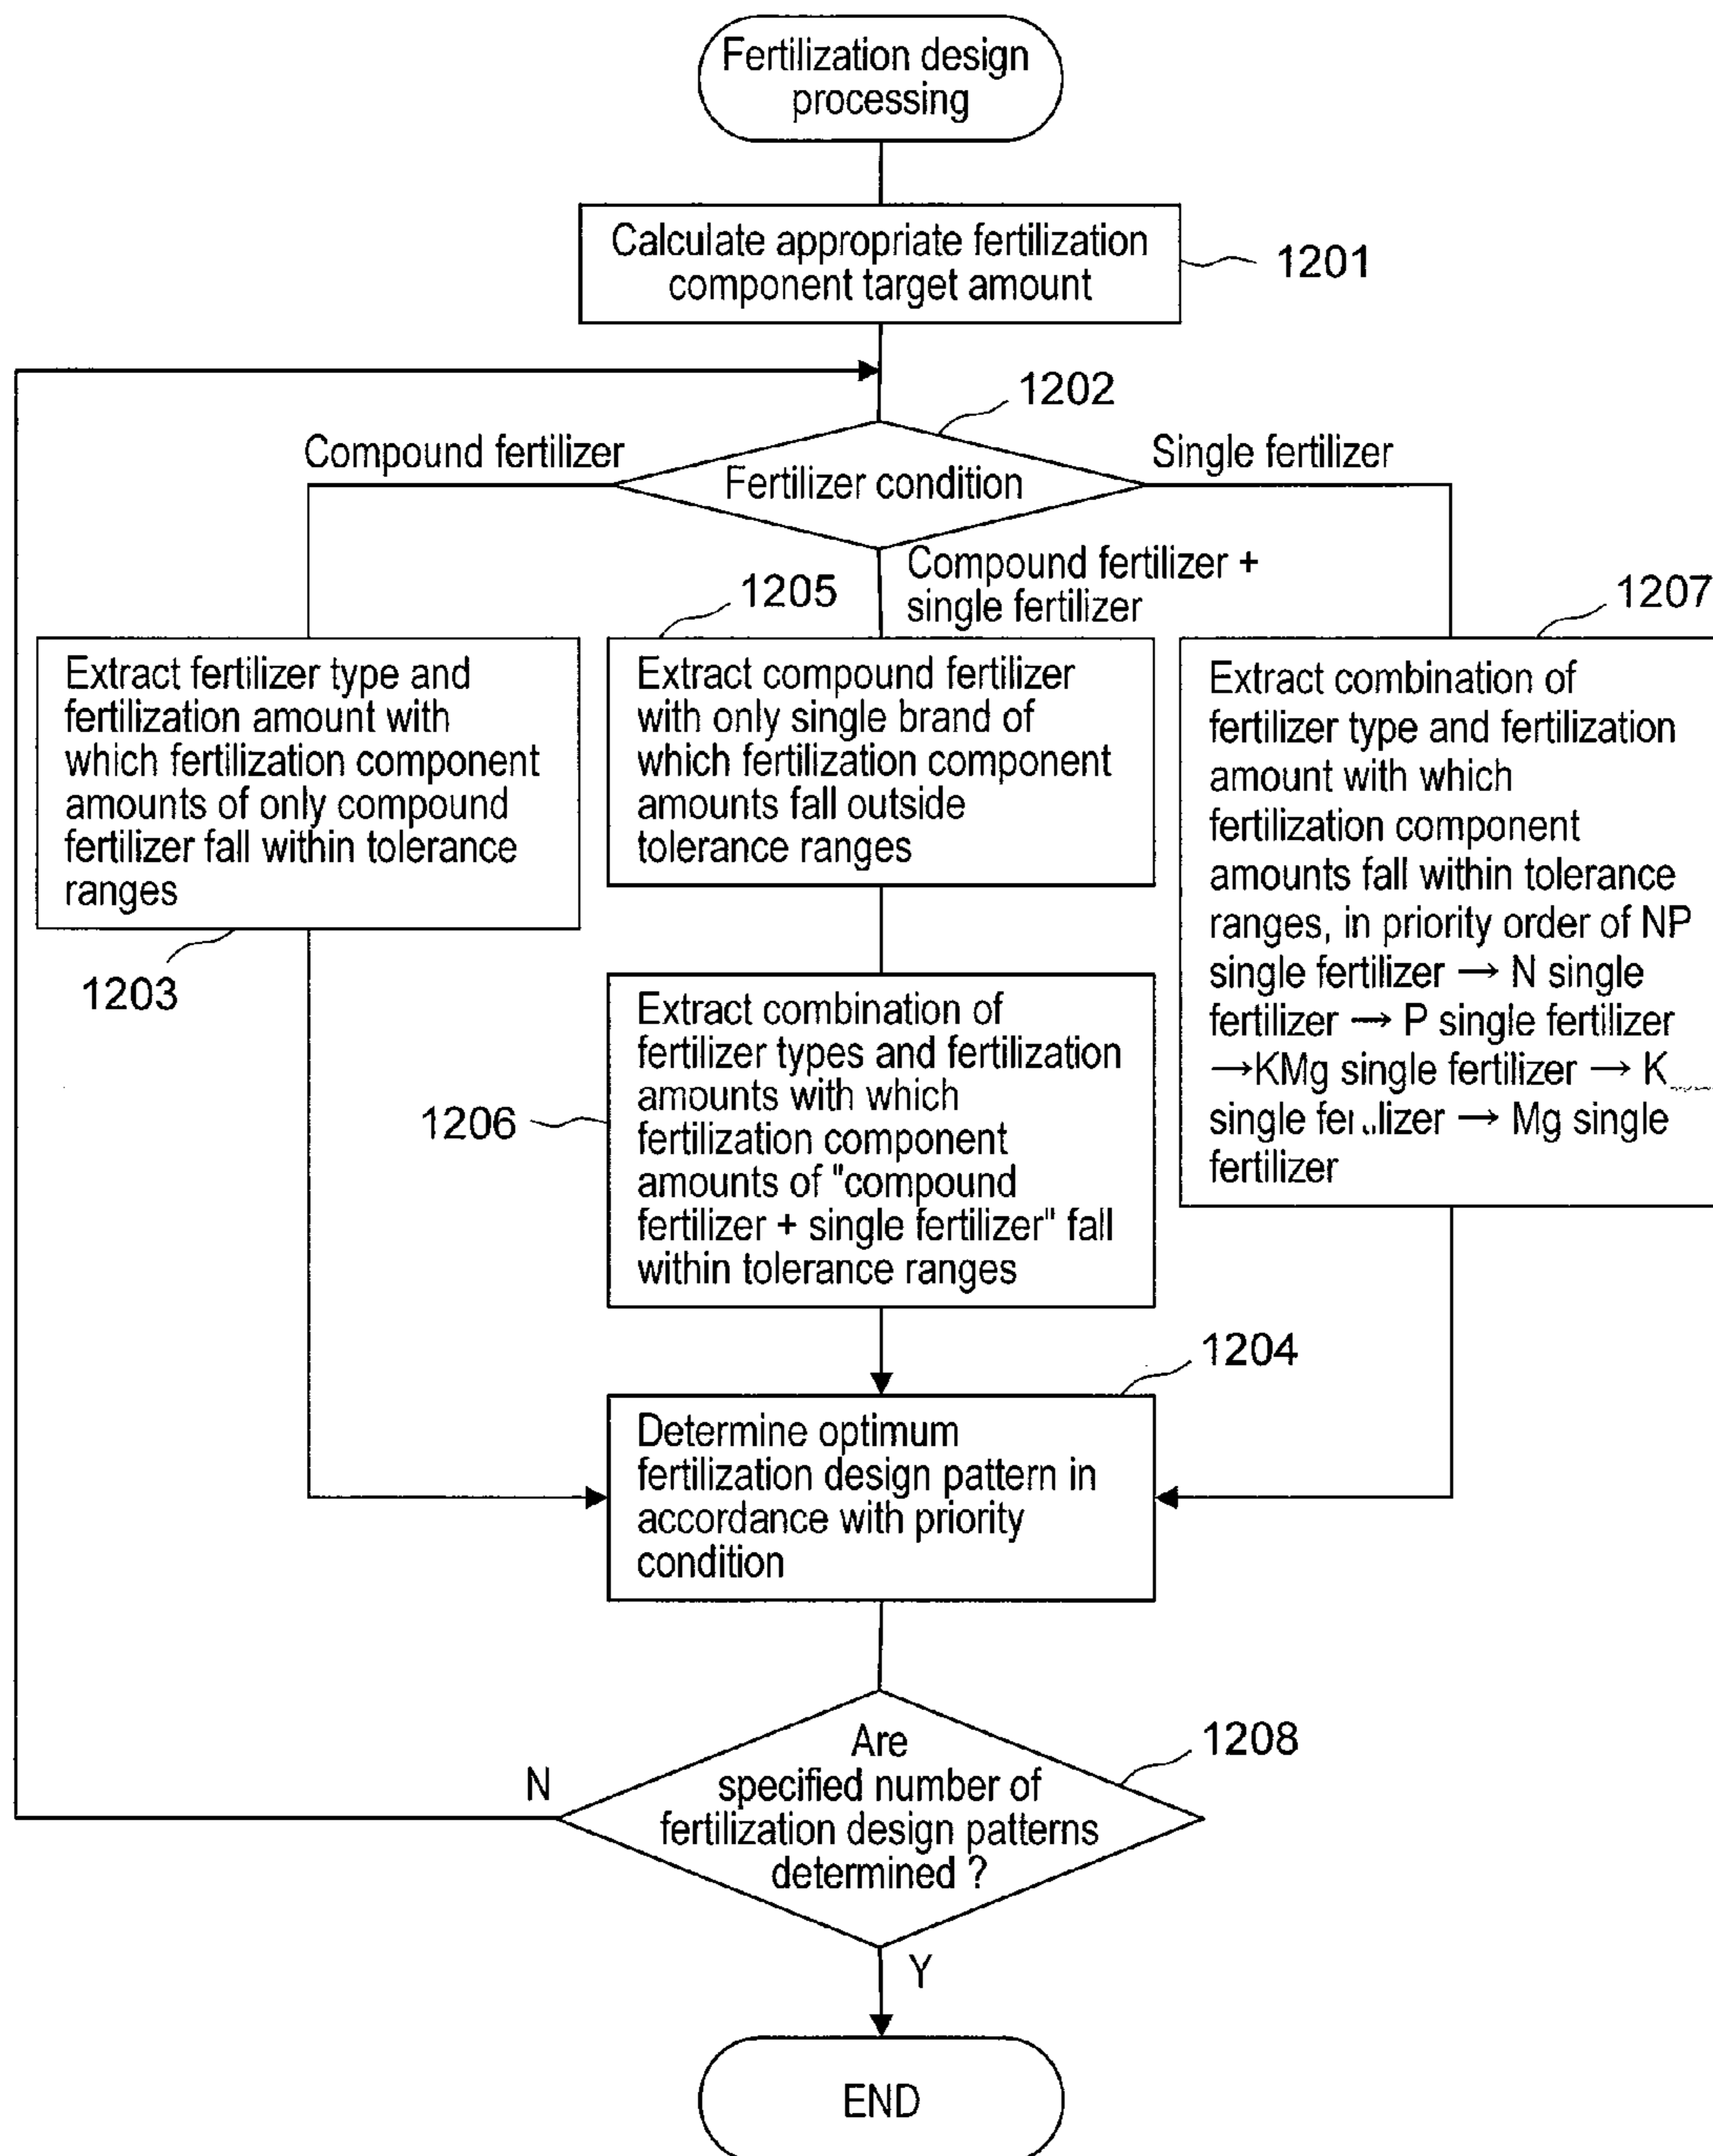 Fertilization design
processing
Calculate appropriate fertilization
component target amount
1201
1202
Compound fertilizer
Fertilizer condition
Single fertilizer
Compound fertilizer +
single fertilizer
1205
1207
Extract fertilizer type and
fertilization amount with
which fertilization component
amounts of only compound
fertilizer fall within tolerance
ranges
1203
Extract compound fertilizer
with only single brand of
which fertilization component
amounts fall outside
tolerance ranges
Extract combination of
fertilizer type and fertilization
amount with which
fertilization component
amounts fall within tolerance
ranges, in priority order of NP
single fertilizer → N single
fertilizer → P single fertilizer
→KMg single fertilizer → K
single fertilizer → Mg single
fertilizer
1206
Extract combination of
fertilizer types and fertilization
amounts with which
fertilization component
amounts of "compound
fertilizer + single fertilizer" fall
within tolerance ranges
1204
Determine optimum
fertilization design pattern in
accordance with priority
condition
1208
N
Are
specified number of
fertilization design patterns
determined ?
Y
END